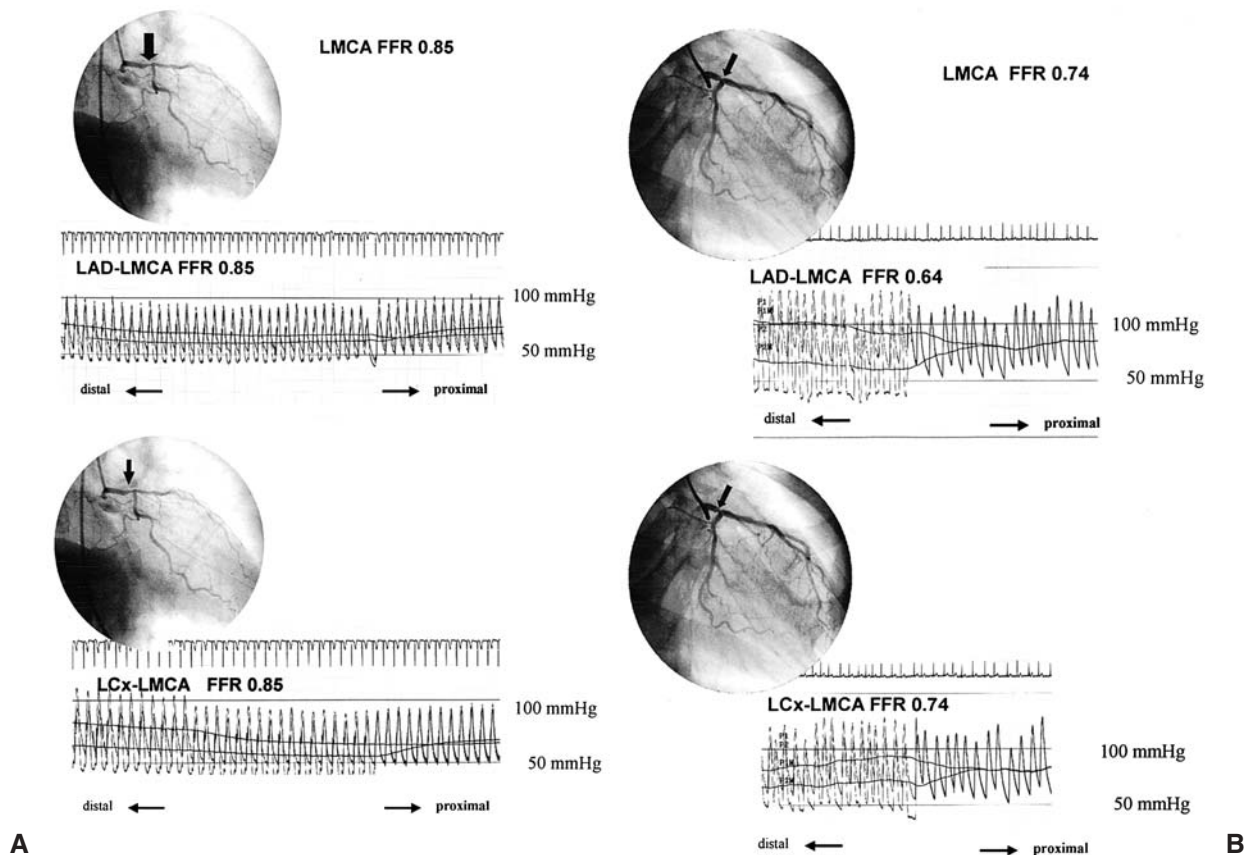 LMCA FFR 0.85
LAD-LMCA FFR 0.85
100 mmHg
50 mmHg
distal
proximal
LCx-LMCA FFR 0.85
100 mmHg
50 mmHg
distal
proximal
A
LMCA FFR 0.74
LAD-LMCA FFR 0.64
100 mmHg
50 mmHg
distal
proximal
LCx-LMCA FFR 0.74
100 mmHg
50 mmHg
distal
proximal
B